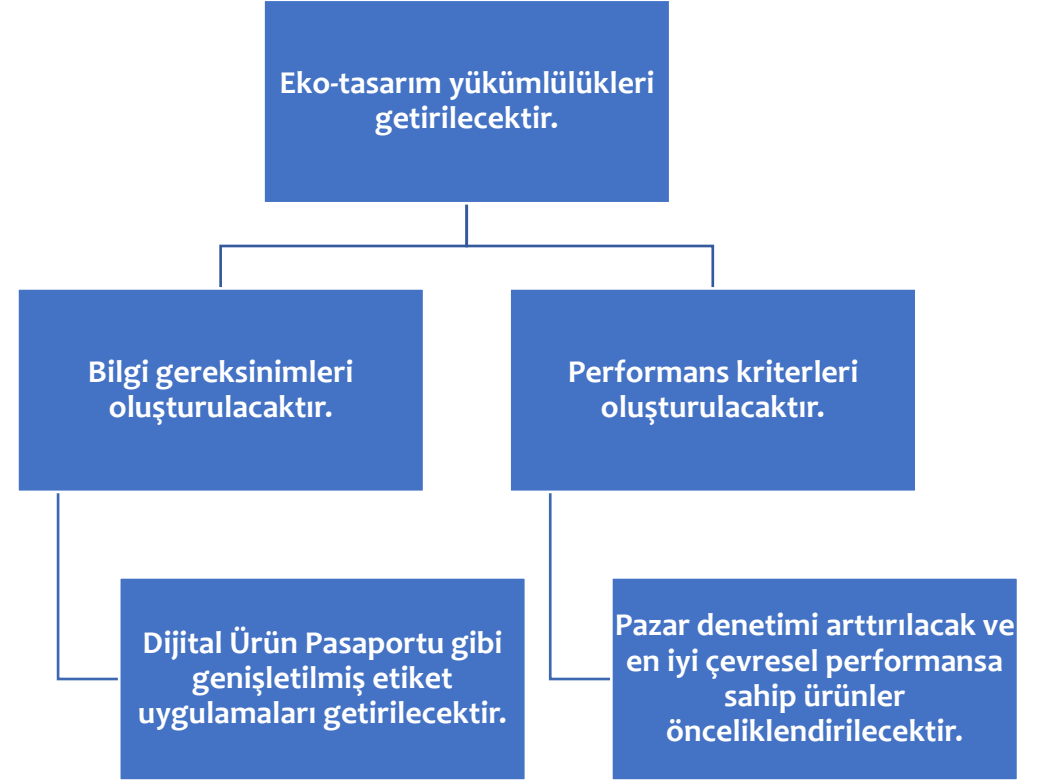 Eko-tasarım yükümlülükleri
getirilecektir.
Bilgi gereksinimleri
oluşturulacaktır.
Performans kriterleri
oluşturulacaktır.
Dijital Ürün Pasaportu gibi
genişletilmiş etiket
uygulamaları getirilecektir.
Pazar denetimi arttırılacak ve
en iyi çevresel performansa
sahip ürünler
önceliklendirilecektir.